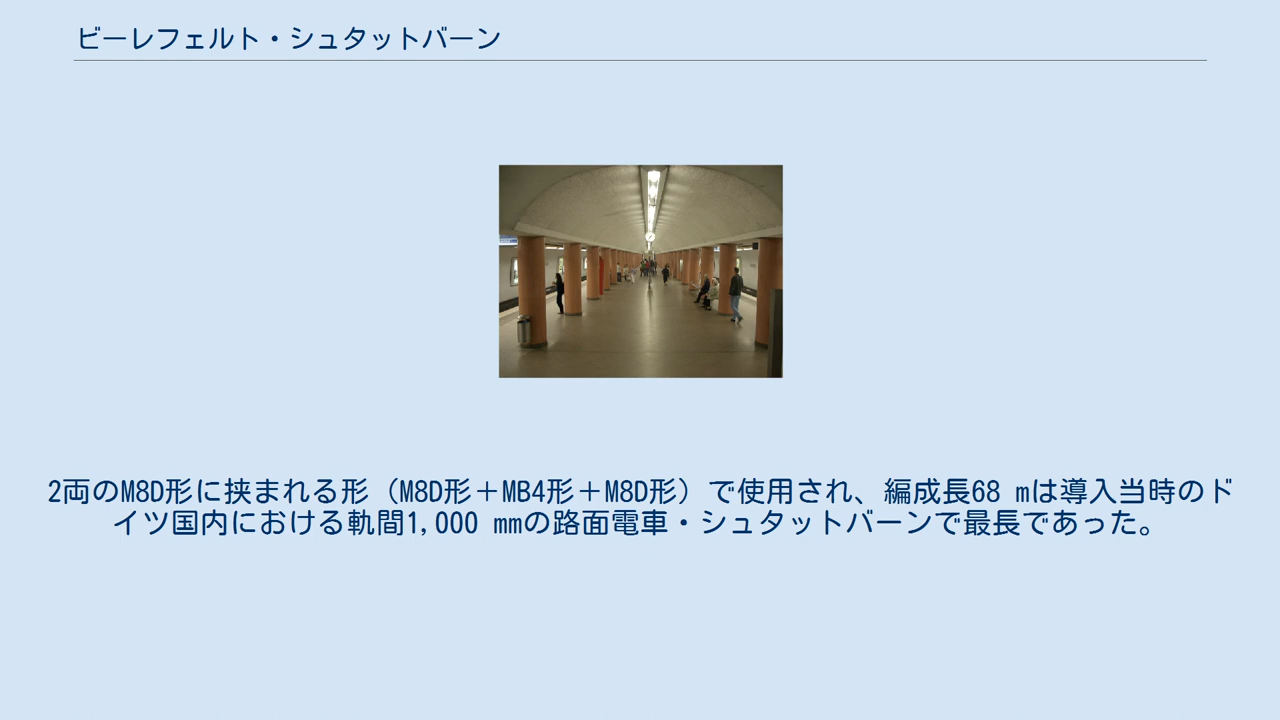 ビーレフェルト・シュタットバーン
2両のM8D形に挟まれる形（M8D形＋MB4形＋M8D形）で使用され、編成長68 mは導入当時のド
イツ国内における軌間1,000 mmの路面電車・シュタットバーンで最長であった。